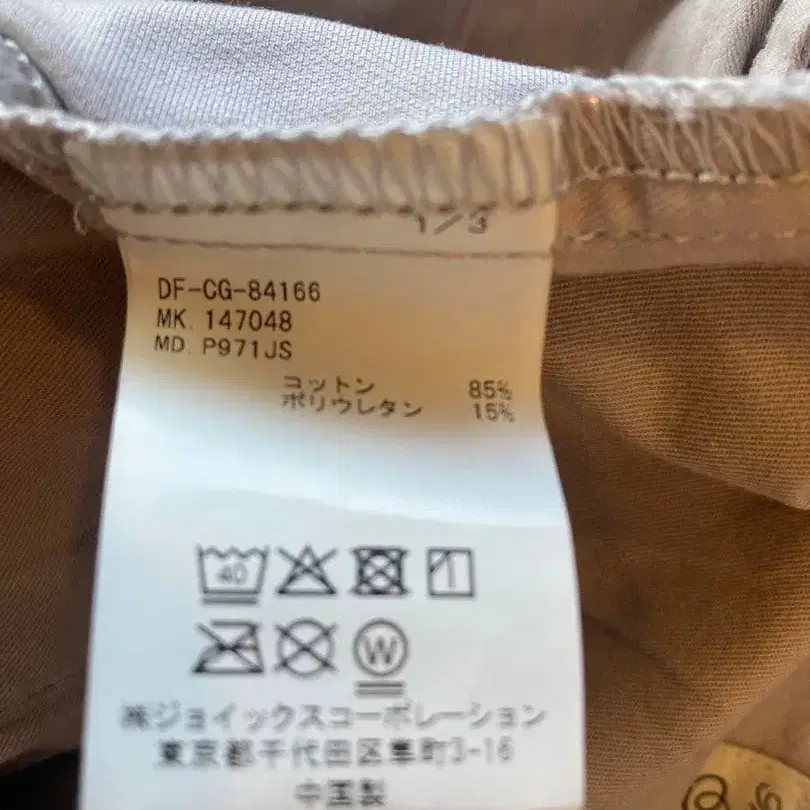 1/3
DF-CG-84166
MK. 147048
MD. P971JS
コットン 85%
ポリウレタン 15%
40
W
㈱ジョイックスコーポレーション
東京都千代田区隼町3-16
中国製